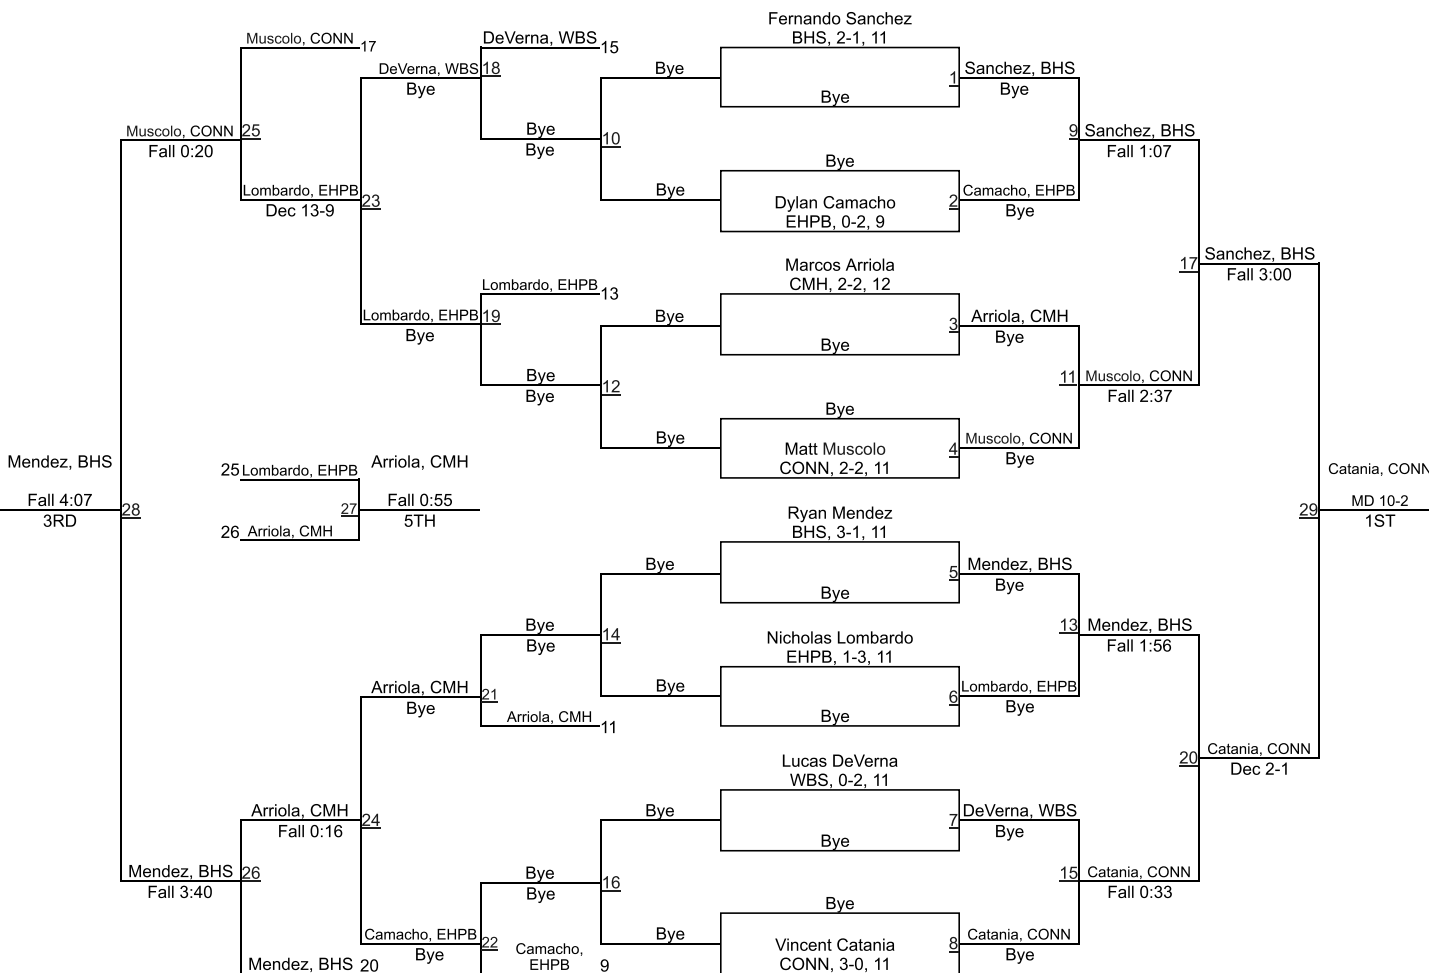 Fernando Sanchez
Muscolo, CONN 17
DeVerna, WBS 15
BHS, 2-1, 11
DeVerna, WBS 18
Bye
Bye
Bye
1 Sanchez, BHS
Bye
Muscolo, CONN 25
Fall 0:20
Bye
Bye
10
9 Sanchez, BHS
Fall 1:07
Bye
Lombardo, EHPB 23
Dec 13-9
Bye
Dylan Camacho
EHPB, 0-2, 9
2 Camacho, EHPB
Bye
17 Sanchez, BHS
Fall 3:00
Marcos Arriola
CMH, 2-2, 12
Lombardo, EHPB 13
Lombardo, EHPB 19
Bye
Bye
Bye
3 Arriola, CMH
Bye
Bye
Bye
12
11 Muscolo, CONN
Fall 2:37
Bye
Bye
Matt Muscolo
CONN, 2-2, 11
4 Muscolo, CONN
Bye
Mendez, BHS
Fall 4:07
3RD
28
25 Lombardo, EHPB
26 Arriola, CMH
27
Arriola, CMH
Fall 0:55
5TH
Catania, CONN
29
MD 10-2
1ST
Ryan Mendez
BHS, 3-1, 11
Bye
Bye
5 Mendez, BHS
Bye
Bye
Bye
14
13 Mendez, BHS
Fall 1:56
Nicholas Lombardo
EHPB, 1-3, 11
Arriola, CMH 21
Bye
Arriola, CMH 11
Bye
Bye
6 Lombardo, EHPB
Bye
20 Catania, CONN
Dec 2-1
Lucas DeVerna
WBS, 0-2, 11
Arriola, CMH 24
Fall 0:16
Bye
Bye
7 DeVerna, WBS
Bye
Mendez, BHS 26
Fall 3:40
Bye
Bye
16
15 Catania, CONN
Fall 0:33
Bye
Camacho, EHPB 22
Bye
Mendez, BHS 20
Camacho,
EHPB 9
Bye
Vincent Catania
CONN, 3-0, 11
8 Catania, CONN
Bye